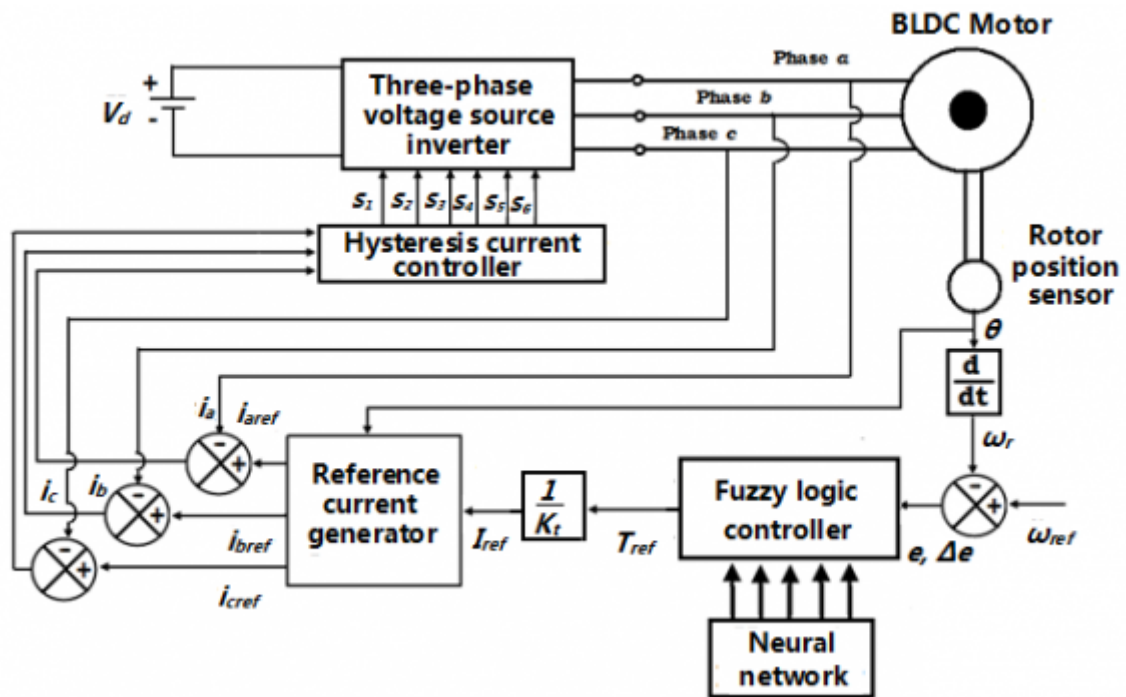 BLDC Motor
Phase a
Three-phase
voltage source
inverter
+
V_d
-
Phase b
Phase c
s₁ s₂ s₃ s₄ s₅ s₆
Hysteresis current
controller
Rotor
position
sensor
θ
d
dt
ω_r
i_a i_aref
- +
i_c i_b
- +
- +
i_bref
i_cref
Reference
current
generator
I_ref
1
K_t
T_ref
Fuzzy logic
controller
- +
e, Δe
ω_ref
Neural
network